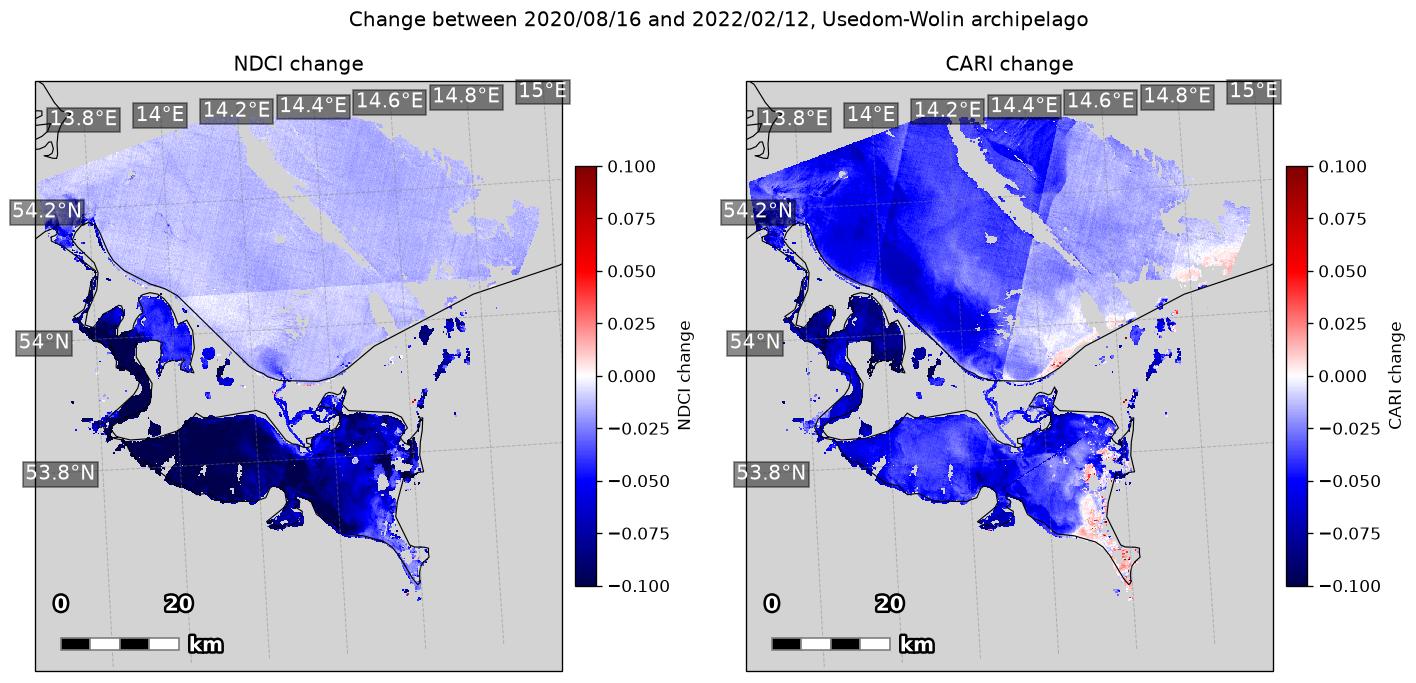 Change between 2020/08/16 and 2022/02/12, Usedom-Wolin archipelago
NDCI change
13.8°E 14°E 14.2°E 14.4°E 14.6°E 14.8°E 15°E
54.2°N
54°N
53.8°N
0 20
km
0.100
0.075
0.050
0.025
0.000
−0.025
−0.050
−0.075
−0.100
NDCI change
CARI change
13.8°E 14°E 14.2°E 14.4°E 14.6°E 14.8°E 15°E
54.2°N
54°N
53.8°N
0 20
km
0.100
0.075
0.050
0.025
0.000
−0.025
−0.050
−0.075
−0.100
CARI change